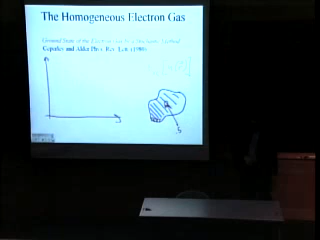 The Homogeneous Electron Gas
Ground State of the Electron Gas by a Stochastic Method
Ceperley and Alder Phys. Rev. Lett. (1980)